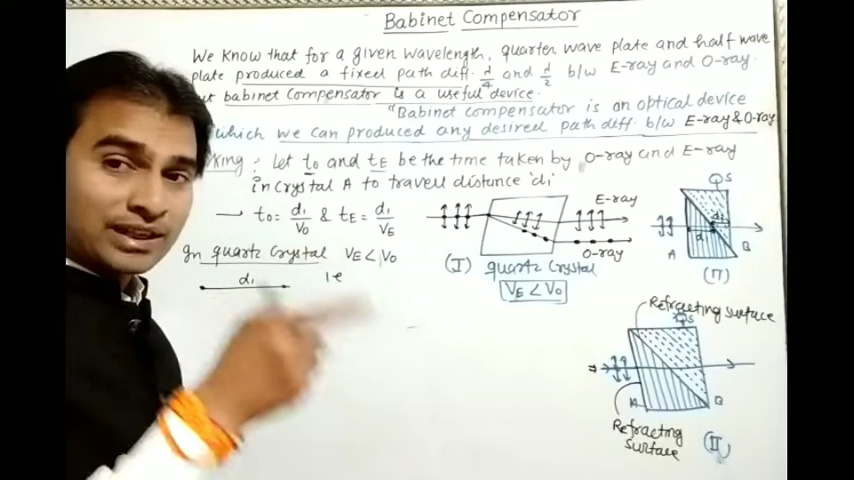 Babinet Compensator
We know that for a given wavelength, quarter wave plate and half wave
plate produced a fixed path diff. λ/4 and λ/2 b/w E-ray and O-ray.
but babinet compensator is a useful device.
"Babinet compensator is an optical device
which we can produced any desired path diff. b/w E-ray & O-ray
king : let to and tE be the time taken by O-ray and E-ray
in crystal A to travell distance 'd1
→ to = d1/Vo & tE = d1/VE
In quartz crystal VE < Vo
d1 i e
E-ray
O-ray
(I) quartz crystal
VE < Vo
S
d2
d1
A B
(II)
Refracting surface
S
A B
Refracting
surface
(II)